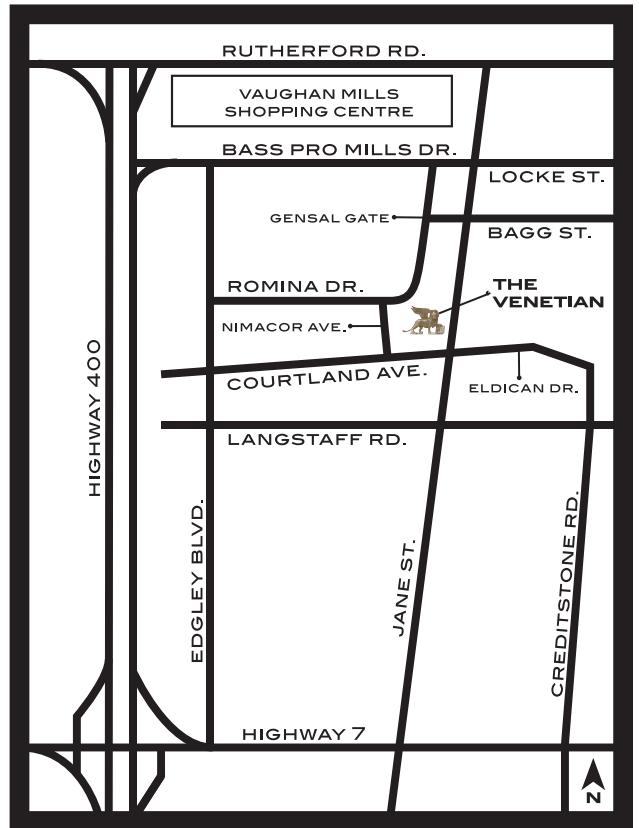 RUTHERFORD RD.
VAUGHAN MILLS
SHOPPING CENTRE
BASS PRO MILLS DR.
LOCKE ST.
GENSAL GATE
BAGG ST.
ROMINA DR.
THE
VENETIAN
NIMACOR AVE.
COURTLAND AVE.
ELDICAN DR.
HIGHWAY 400
LANGSTAFF RD.
EDGLEY BLVD.
JANE ST.
CREDITSTONE RD.
HIGHWAY 7
N